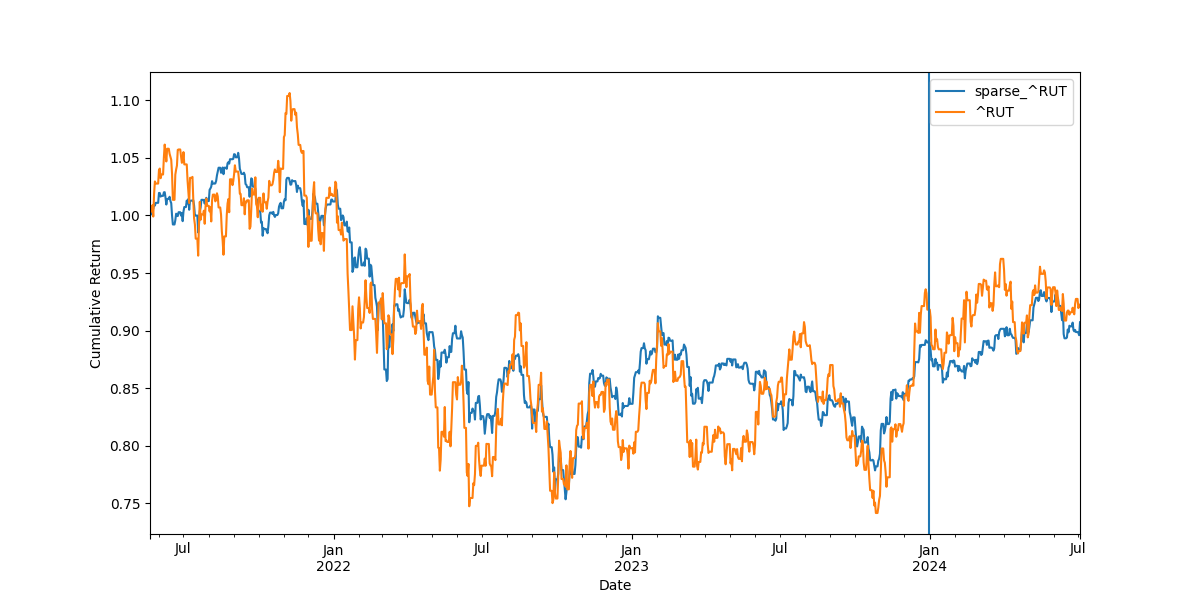 sparse_^RUT
^RUT
1.10
1.05
1.00
0.95
0.90
0.85
0.80
0.75
Cumulative Return
Jul
Jan
2022
Jul
Jan
2023
Jul
Jan
2024
Jul
Date